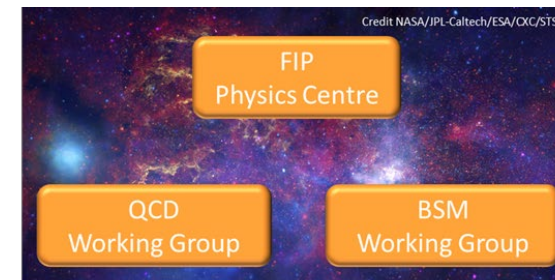 Credit NASA/JPL-Caltech/ESA/CXC/STS
FIP
Physics Centre
QCD
Working Group
BSM
Working Group